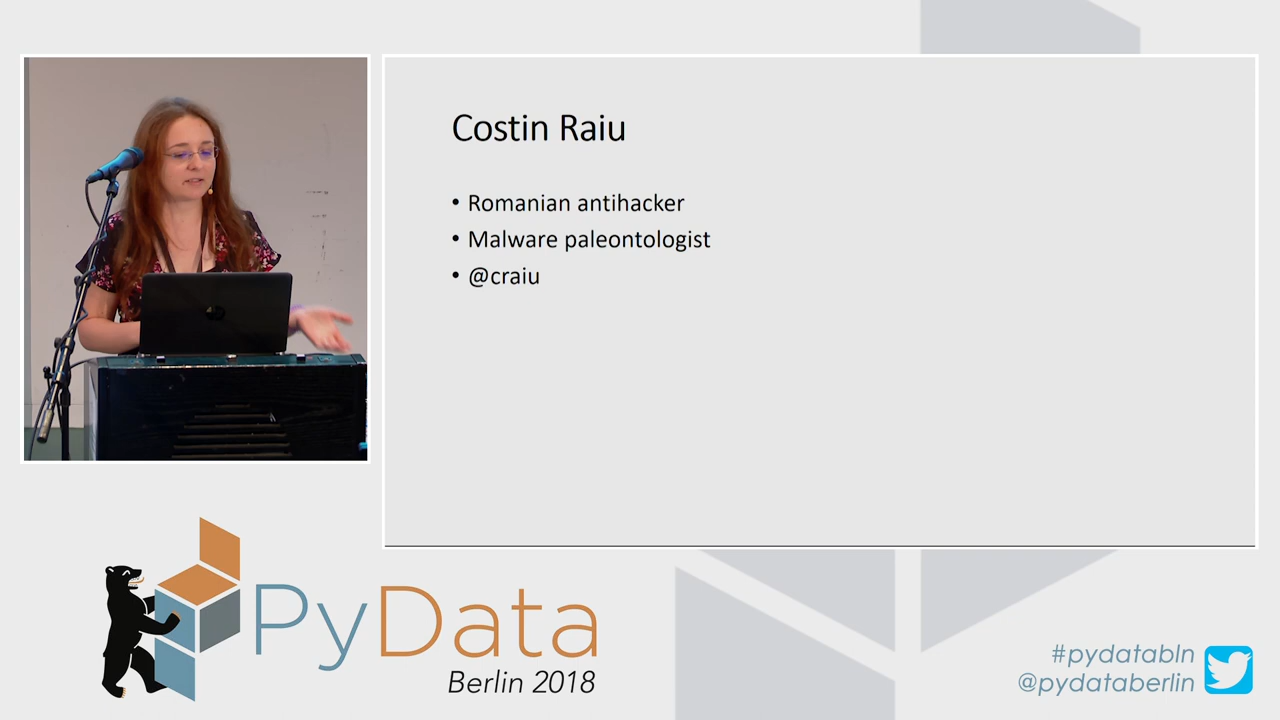 Costin Raiu
• Romanian antihacker
• Malware paleontologist
• @craiu
PyData
Berlin 2018
#pydatabln
@pydataberlin